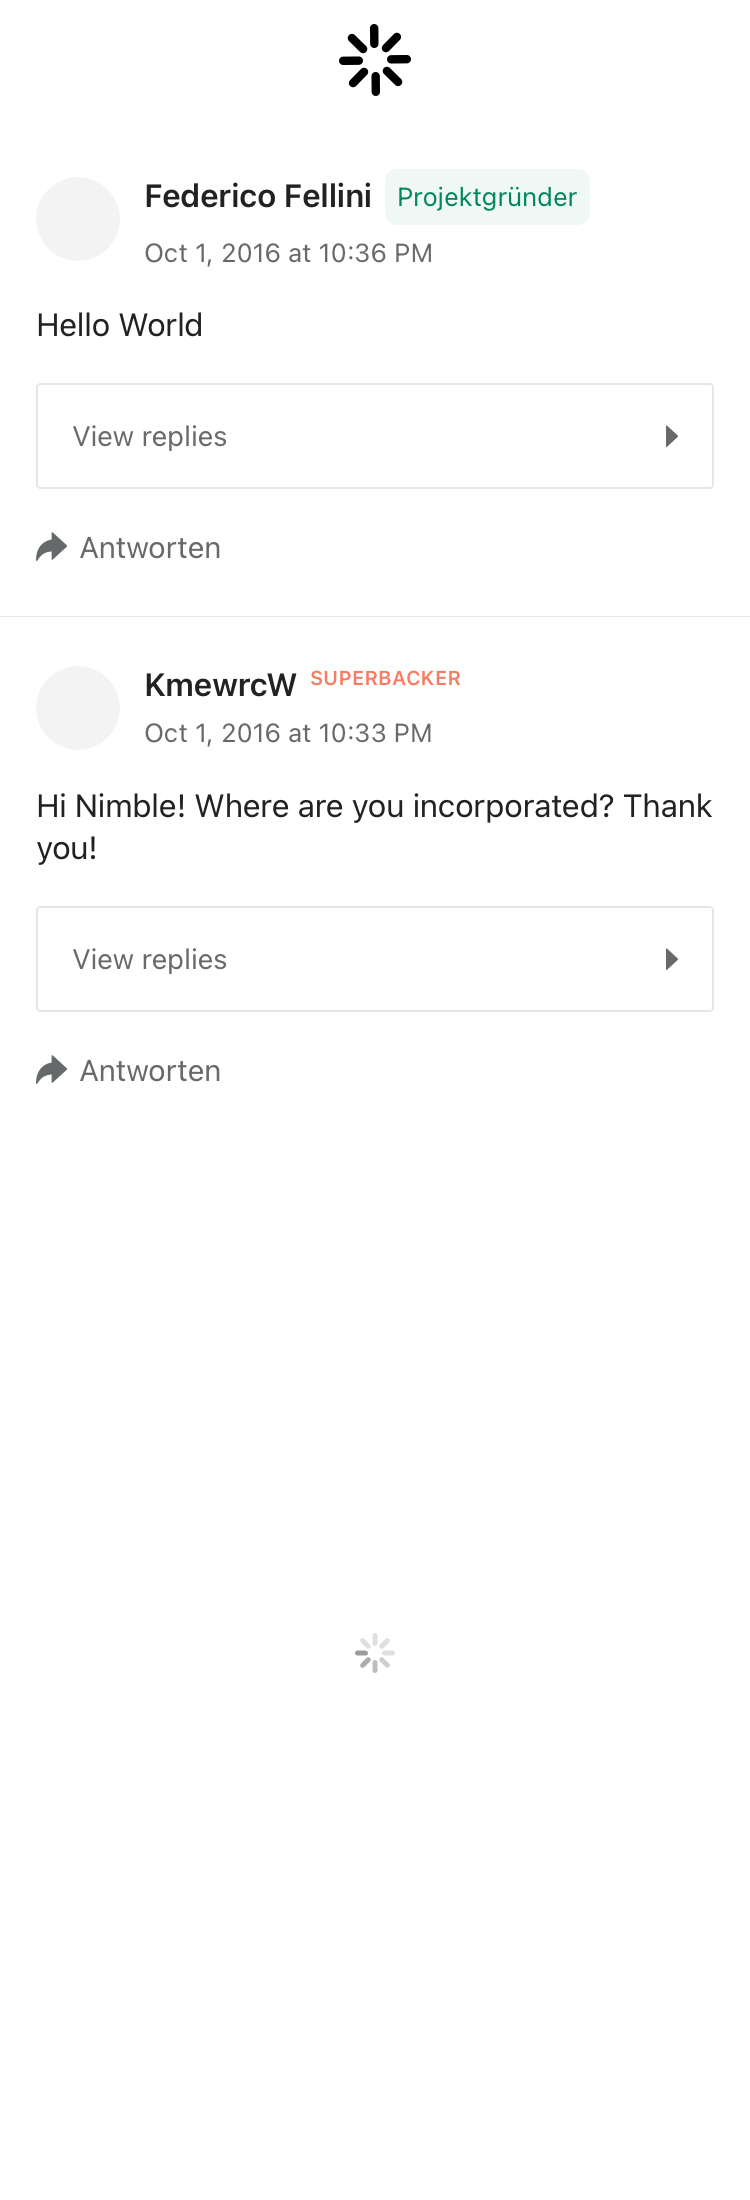 Federico Fellini Projektgründer
Oct 1, 2016 at 10:36 PM
Hello World
View replies
Antworten
KmewrcW SUPERBACKER
Oct 1, 2016 at 10:33 PM
Hi Nimble! Where are you incorporated? Thank
you!
View replies
Antworten